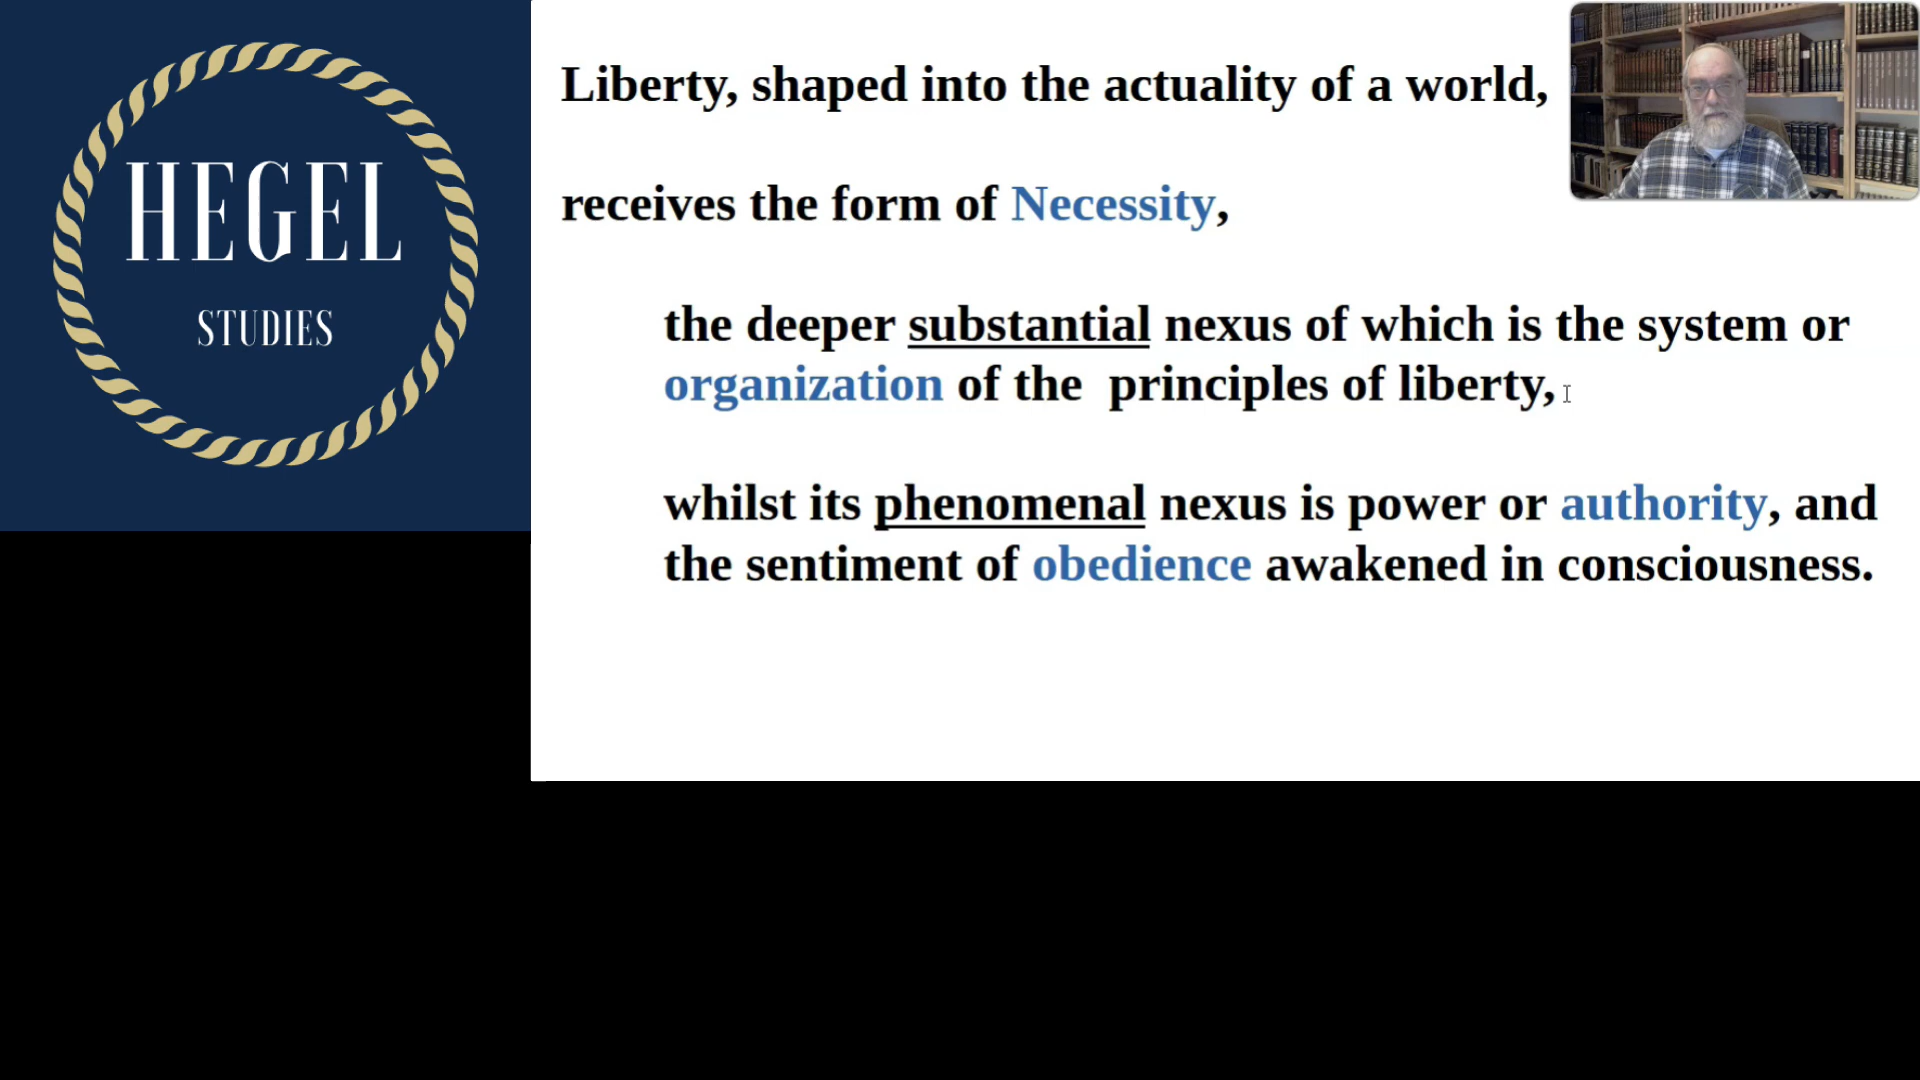 HEGEL
STUDIES
Liberty, shaped into the actuality of a world,
receives the form of Necessity,
the deeper substantial nexus of which is the system or
organization of the principles of liberty,
whilst its phenomenal nexus is power or authority, and
the sentiment of obedience awakened in consciousness.